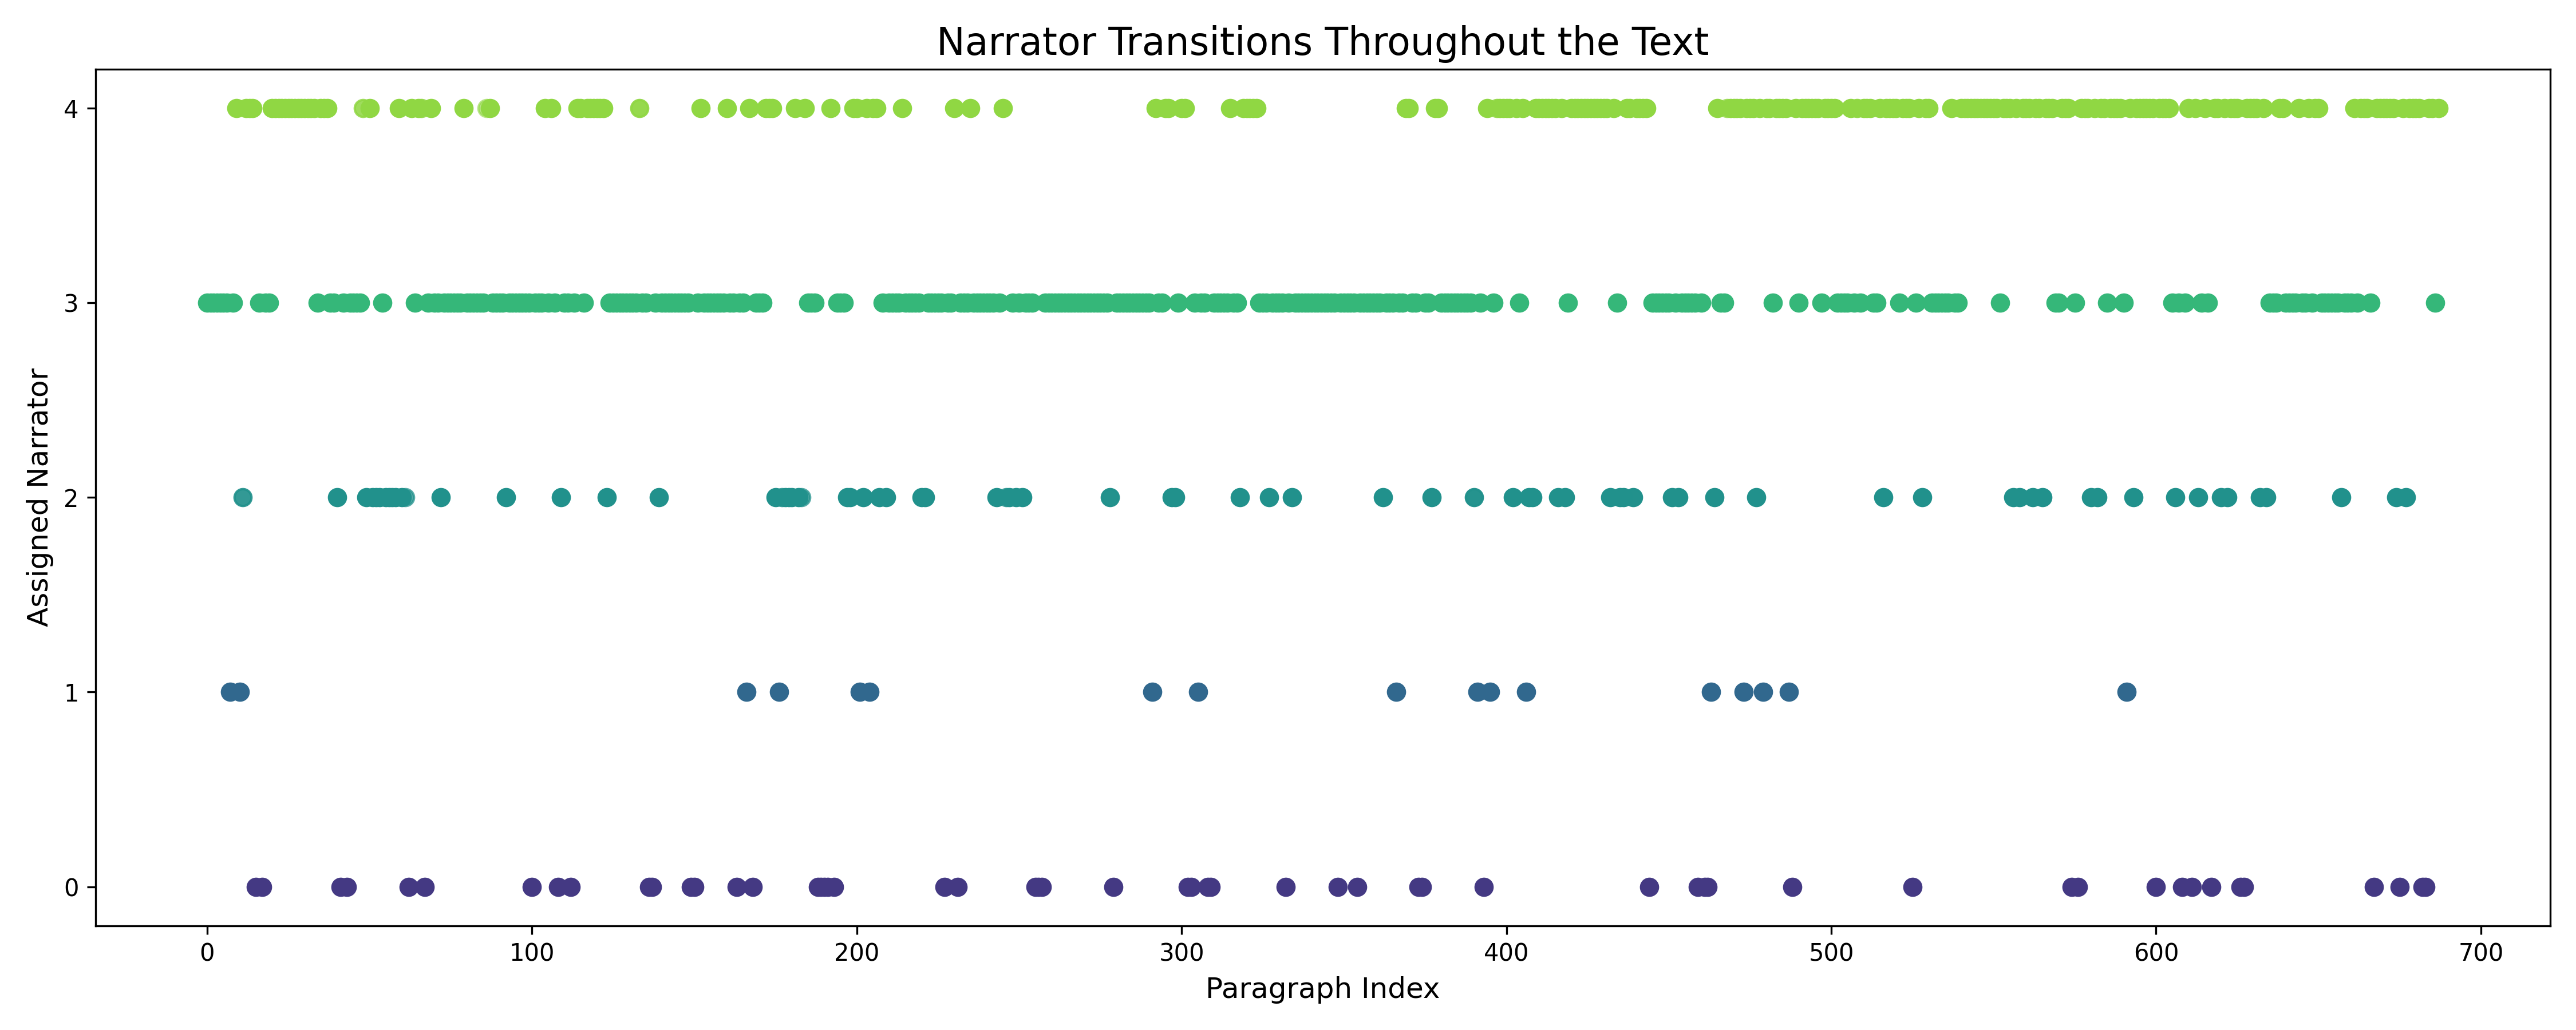 Narrator Transitions Throughout the Text
Assigned Narrator
4
3
2
1
0
0 100 200 300 400 500 600 700
Paragraph Index